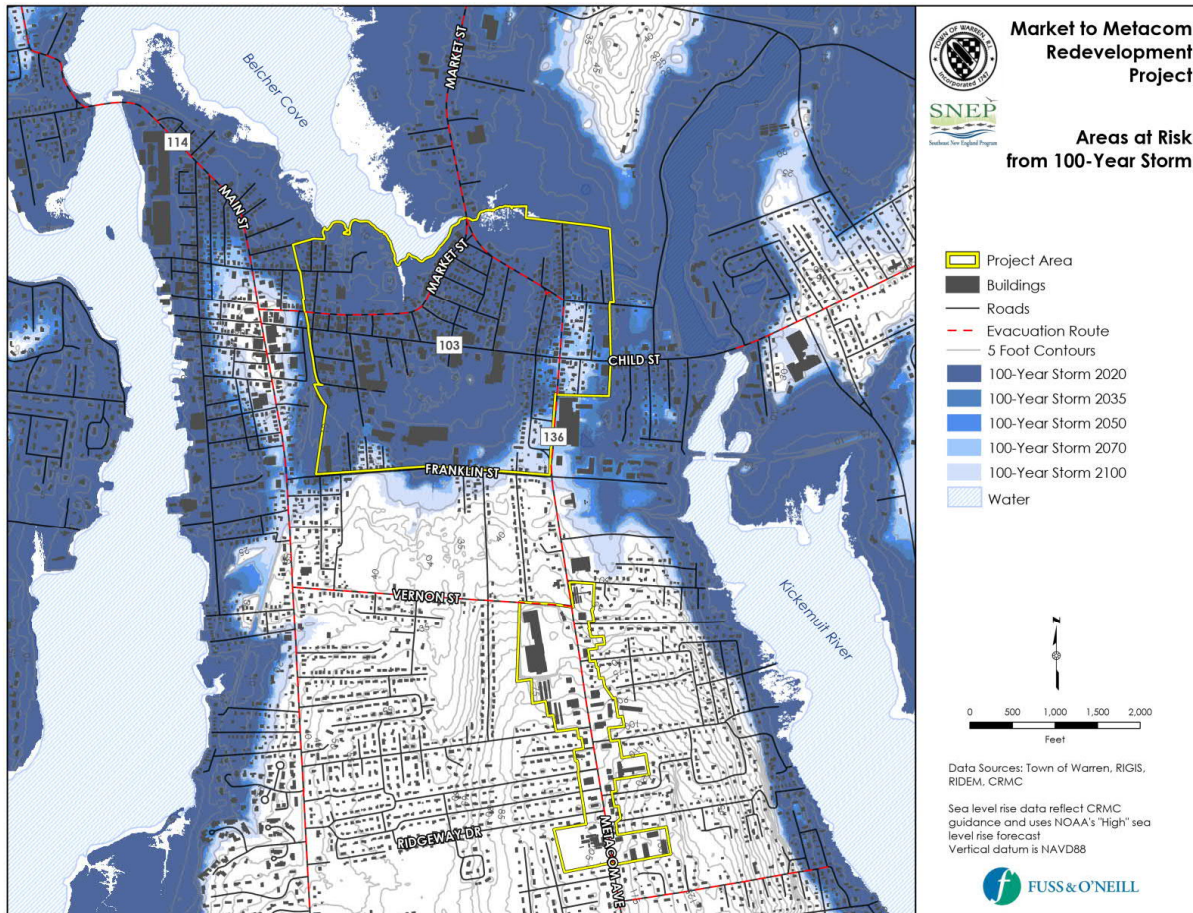 Market to Metacom
Redevelopment
Project
Areas at Risk
from 100-Year Storm
TOWN OF WARREN, R.I.
Incorporated 1747
SNEP
Southeast New England Program
Project Area
Buildings
Roads
Evacuation Route
5 Foot Contours
100-Year Storm 2020
100-Year Storm 2035
100-Year Storm 2050
100-Year Storm 2070
100-Year Storm 2100
Water
0 500 1,000 1,500 2,000
Feet
Data Sources: Town of Warren, RIGIS,
RIDEM, CRMC
Sea level rise data reflect CRMC
guidance and uses NOAA's "High" sea
level rise forecast
Vertical datum is NAVD88
f
FUSS & O'NEILL
Belcher Cove
MARKET ST
114
MAIN ST
MARKET ST
103
CHILD ST
136
FRANKLIN ST
VERNON ST
Kickemuit River
RIDGEWAY DR
METACOM AVE